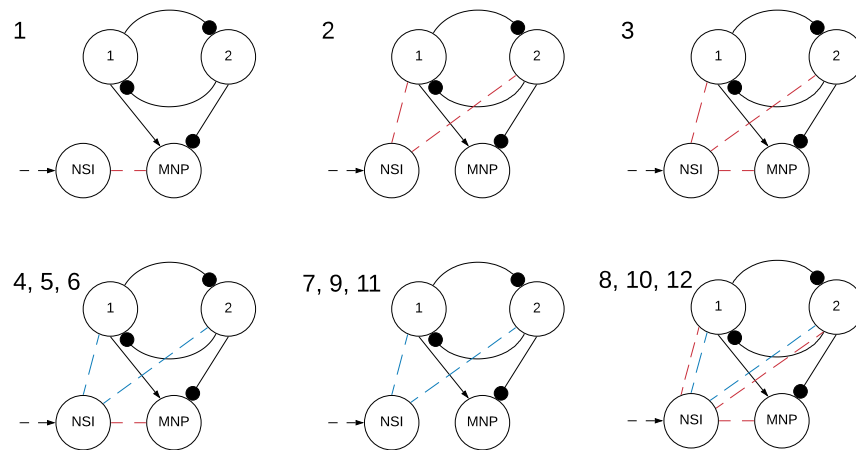 1
1 2
NSI MNP
2
1 2
NSI MNP
3
1 2
NSI MNP
4, 5, 6
1 2
NSI MNP
7, 9, 11
1 2
NSI MNP
8, 10, 12
1 2
NSI MNP